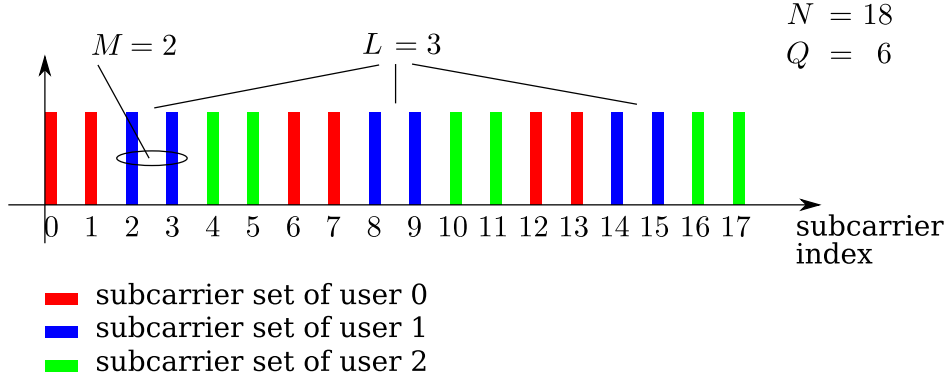 N = 18
M = 2
L = 3
Q = 6
0 1 2 3 4 5 6 7 8 9 10 11 12 13 14 15 16 17
subcarrier
index
subcarrier set of user 0
subcarrier set of user 1
subcarrier set of user 2